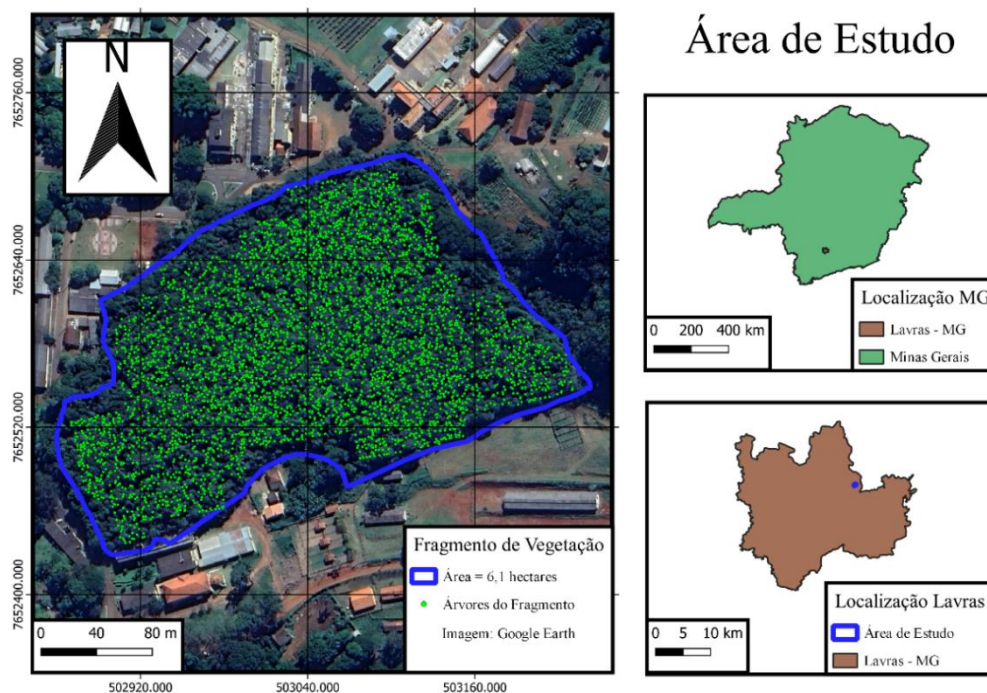 Área de Estudo
N
7652760.000
7652640.000
7652520.000
7652400.000
502920.000
503040.000
503160.000
0 40 80 m
Fragmento de Vegetação
Área = 6,1 hectares
Árvores do Fragmento
Imagem: Google Earth
Localização MG
Lavras - MG
Minas Gerais
0 200 400 km
Localização Lavras
Área de Estudo
Lavras - MG
0 5 10 km